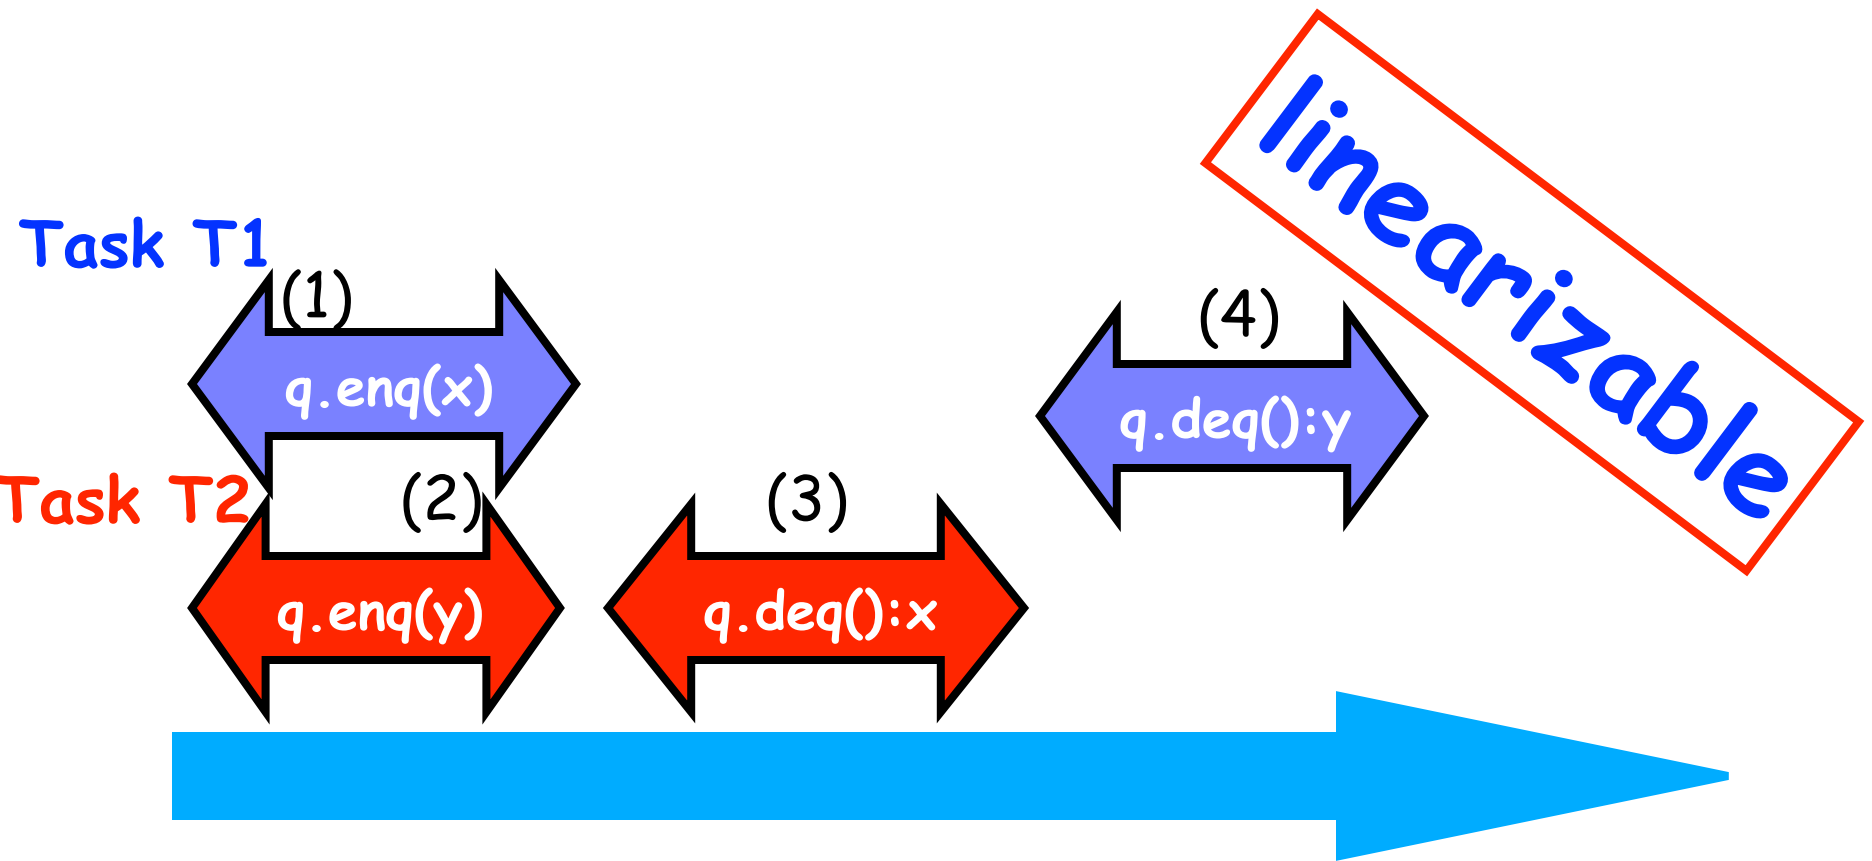 linearizable
Task T1
(1)
(4)
q.enq(x)
q.deq():y
Task T2
(2)
(3)
q.enq(y)
q.deq():x